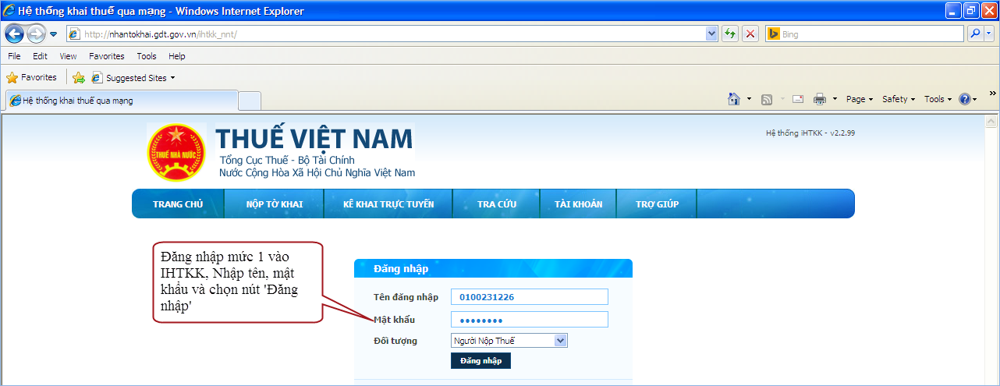 Hệ thống khai thuế qua mạng - Windows Internet Explorer
http://nhantokhai.gdt.gov.vn/ihtkk_nnt/
Bing
File Edit View Favorites Tools Help
Favorites Suggested Sites
Hệ thống khai thuế qua mạng
Page Safety Tools
THUẾ NHÀ NƯỚC
THUẾ VIỆT NAM
Tổng Cục Thuế - Bộ Tài Chính
Nước Cộng Hòa Xã Hội Chủ Nghĩa Việt Nam
Hệ thống iHTKK - v2.2.99
TRANG CHỦ NỘP TỜ KHAI KÊ KHAI TRỰC TUYẾN TRA CỨU TÀI KHOẢN TRỢ GIÚP
Đăng nhập mức 1 vào
IHTKK, Nhập tên, mật
khẩu và chọn nút 'Đăng
nhập'
Đăng nhập
Tên đăng nhập 0100231226
Mật khẩu ●●●●●●●●
Đối tượng Người Nộp Thuế
Đăng nhập